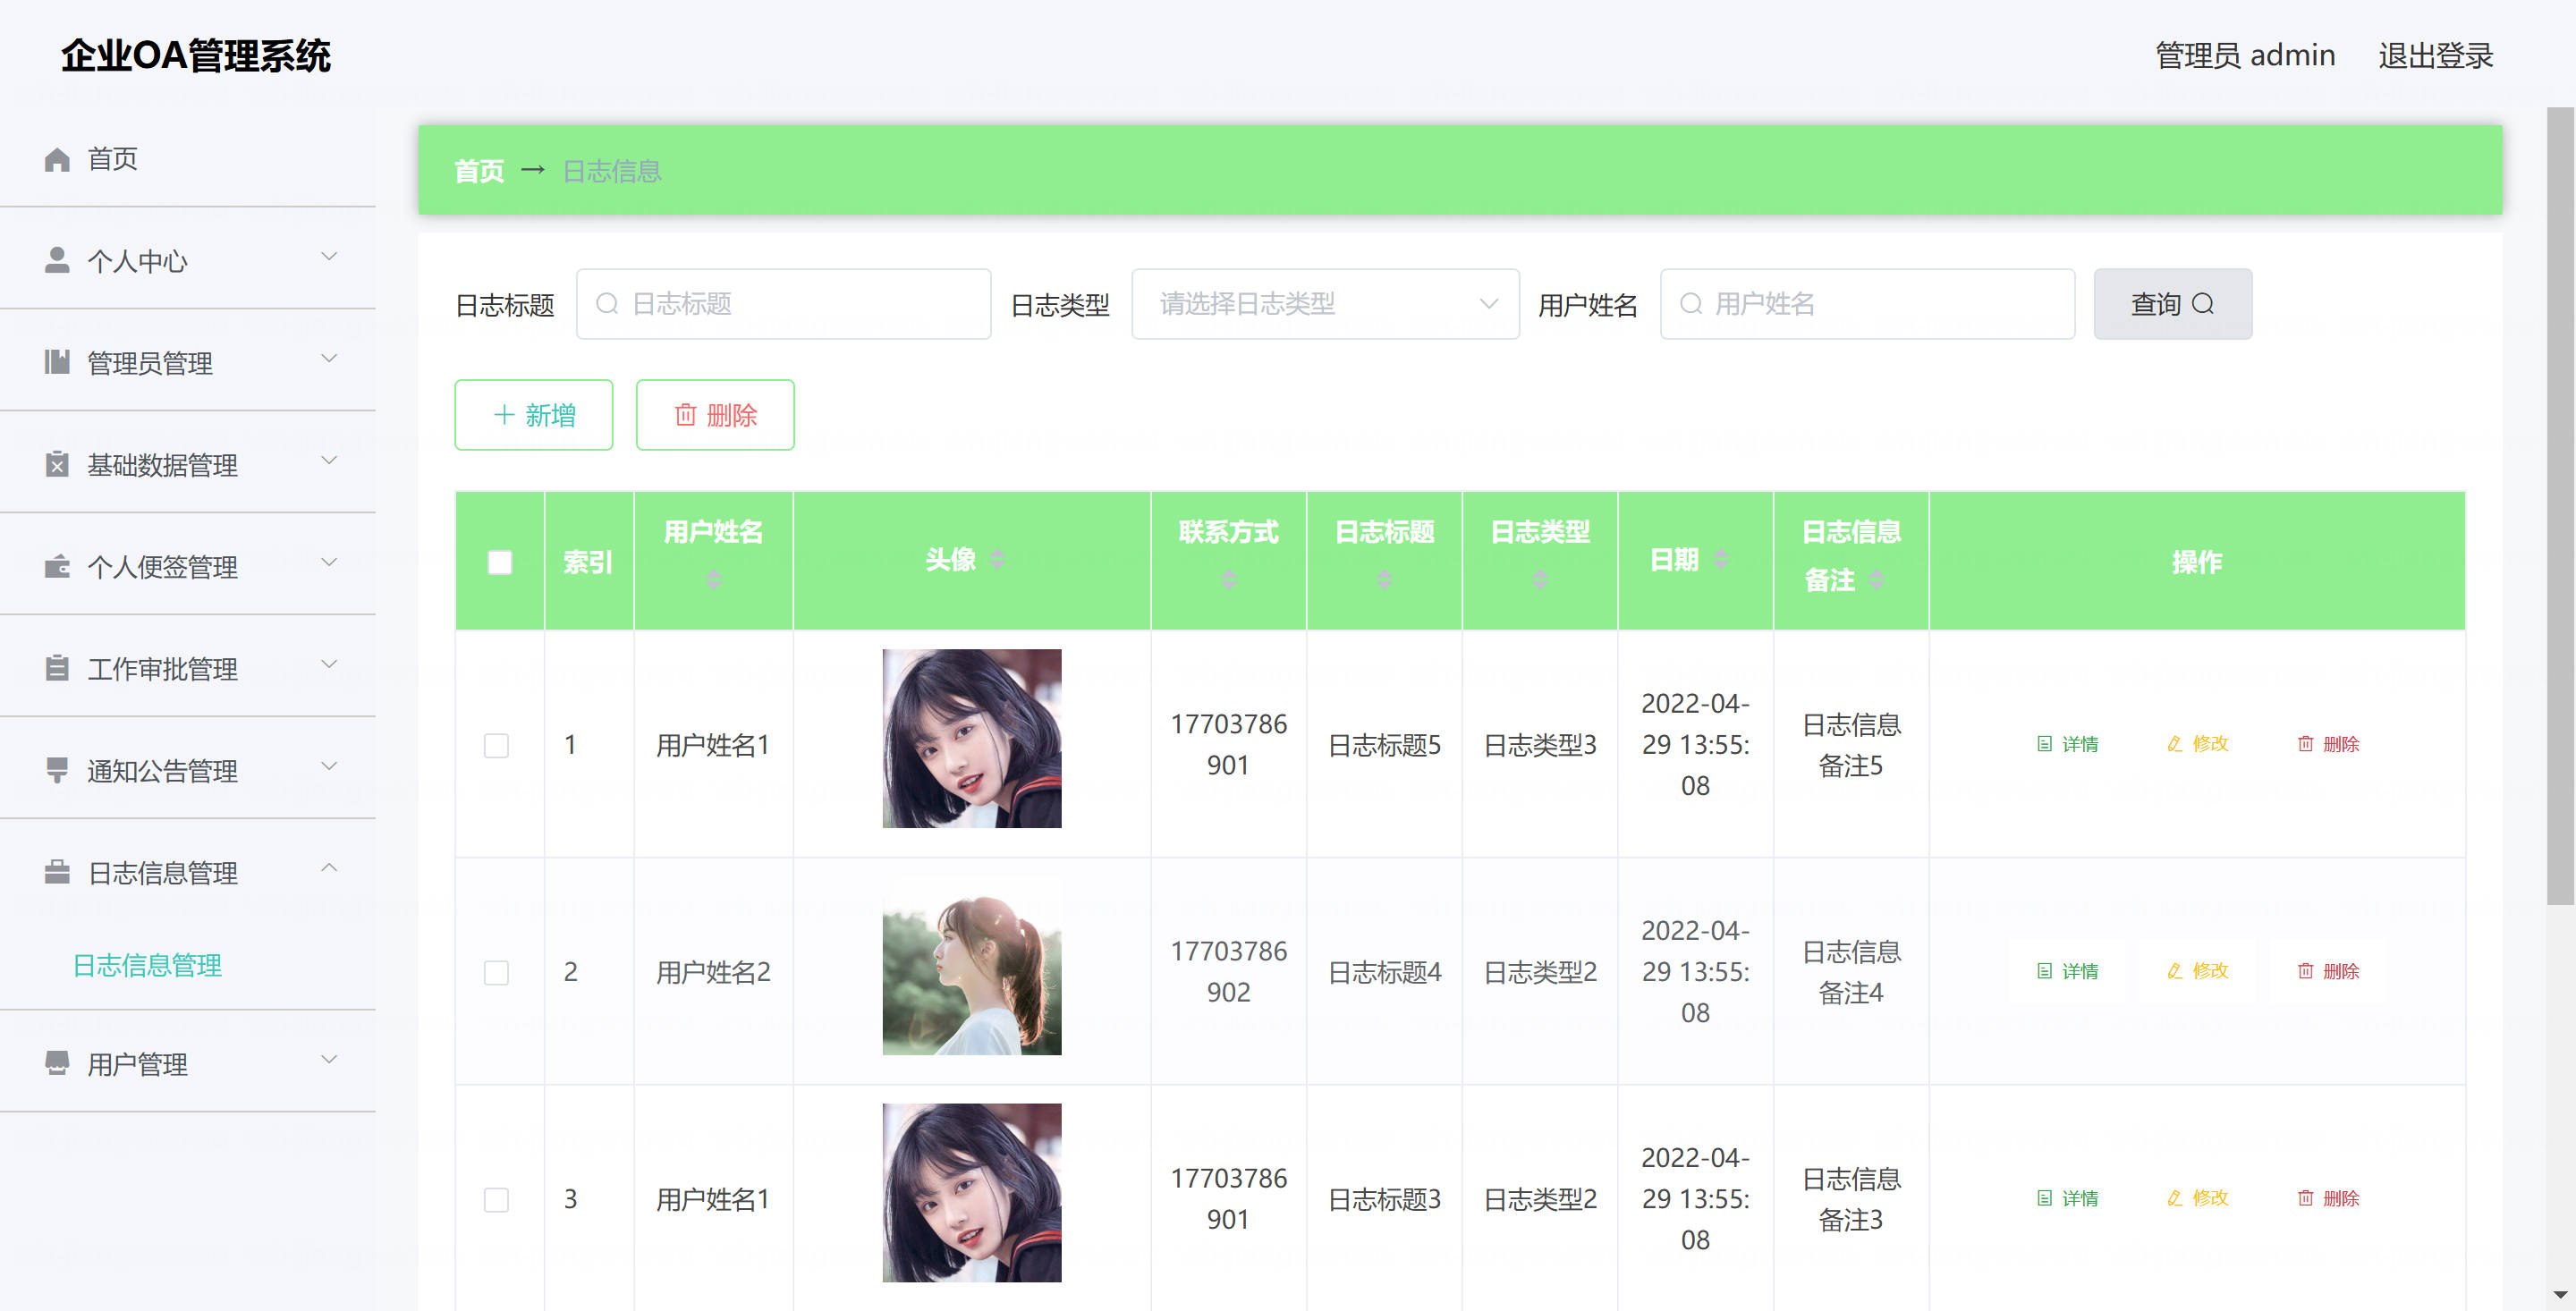 企业OA管理系统
管理员 admin 退出登录
首页
个人中心
管理员管理
基础数据管理
个人便签管理
工作审批管理
通知公告管理
日志信息管理
日志信息管理
用户管理
首页 → 日志信息
日志标题 日志标题 日志类型 请选择日志类型 用户姓名 用户姓名 查询
新增 删除
索引 用户姓名 头像 联系方式 日志标题 日志类型 日期 日志信息备注 操作
1 用户姓名1 17703786901 日志标题5 日志类型3 2022-04-29 13:55:08 日志信息备注5 详情 修改 删除
2 用户姓名2 17703786902 日志标题4 日志类型2 2022-04-29 13:55:08 日志信息备注4 详情 修改 删除
3 用户姓名1 17703786901 日志标题3 日志类型2 2022-04-29 13:55:08 日志信息备注3 详情 修改 删除